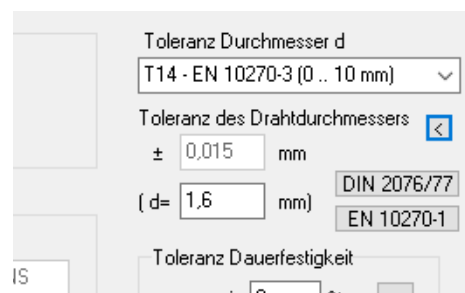 Toleranz Durchmesser d
T14 - EN 10270-3 (0 .. 10 mm)
Toleranz des Drahtdurchmessers <
± 0,015 mm
DIN 2076/77
( d= 1,6 mm)
EN 10270-1
Toleranz Dauerfestigkeit
NS